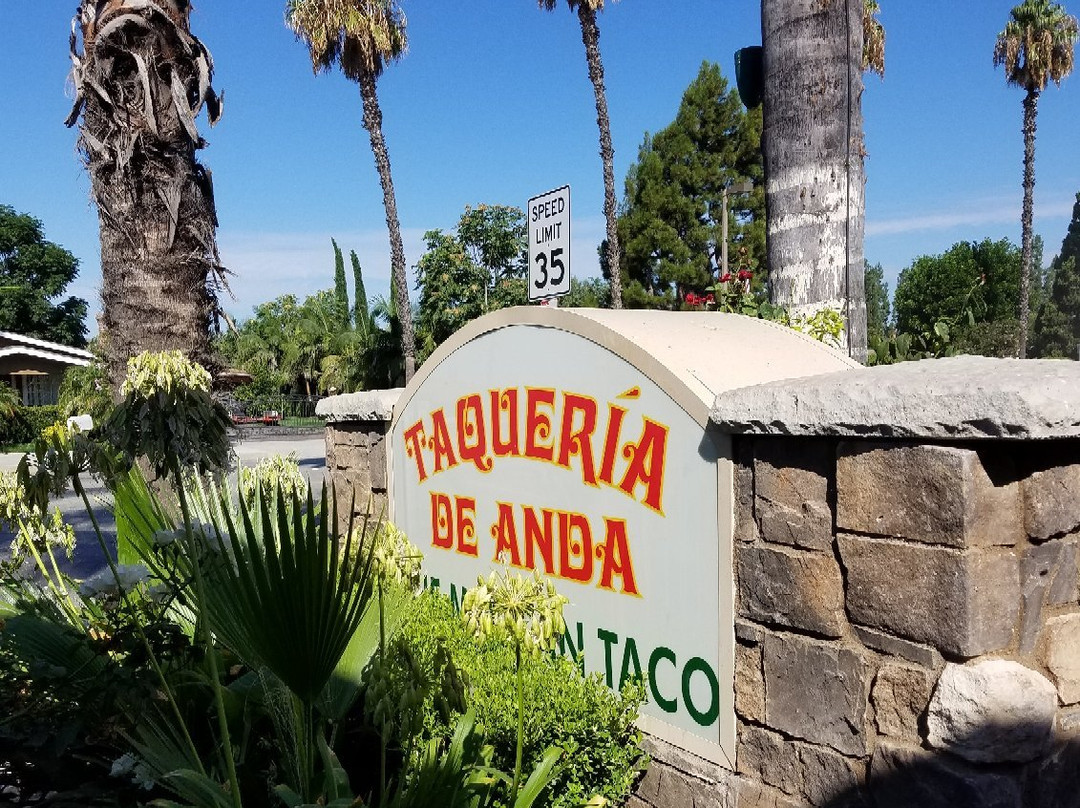 SPEED
LIMIT
35
TAQUERÍA
DE ANDA
TACO